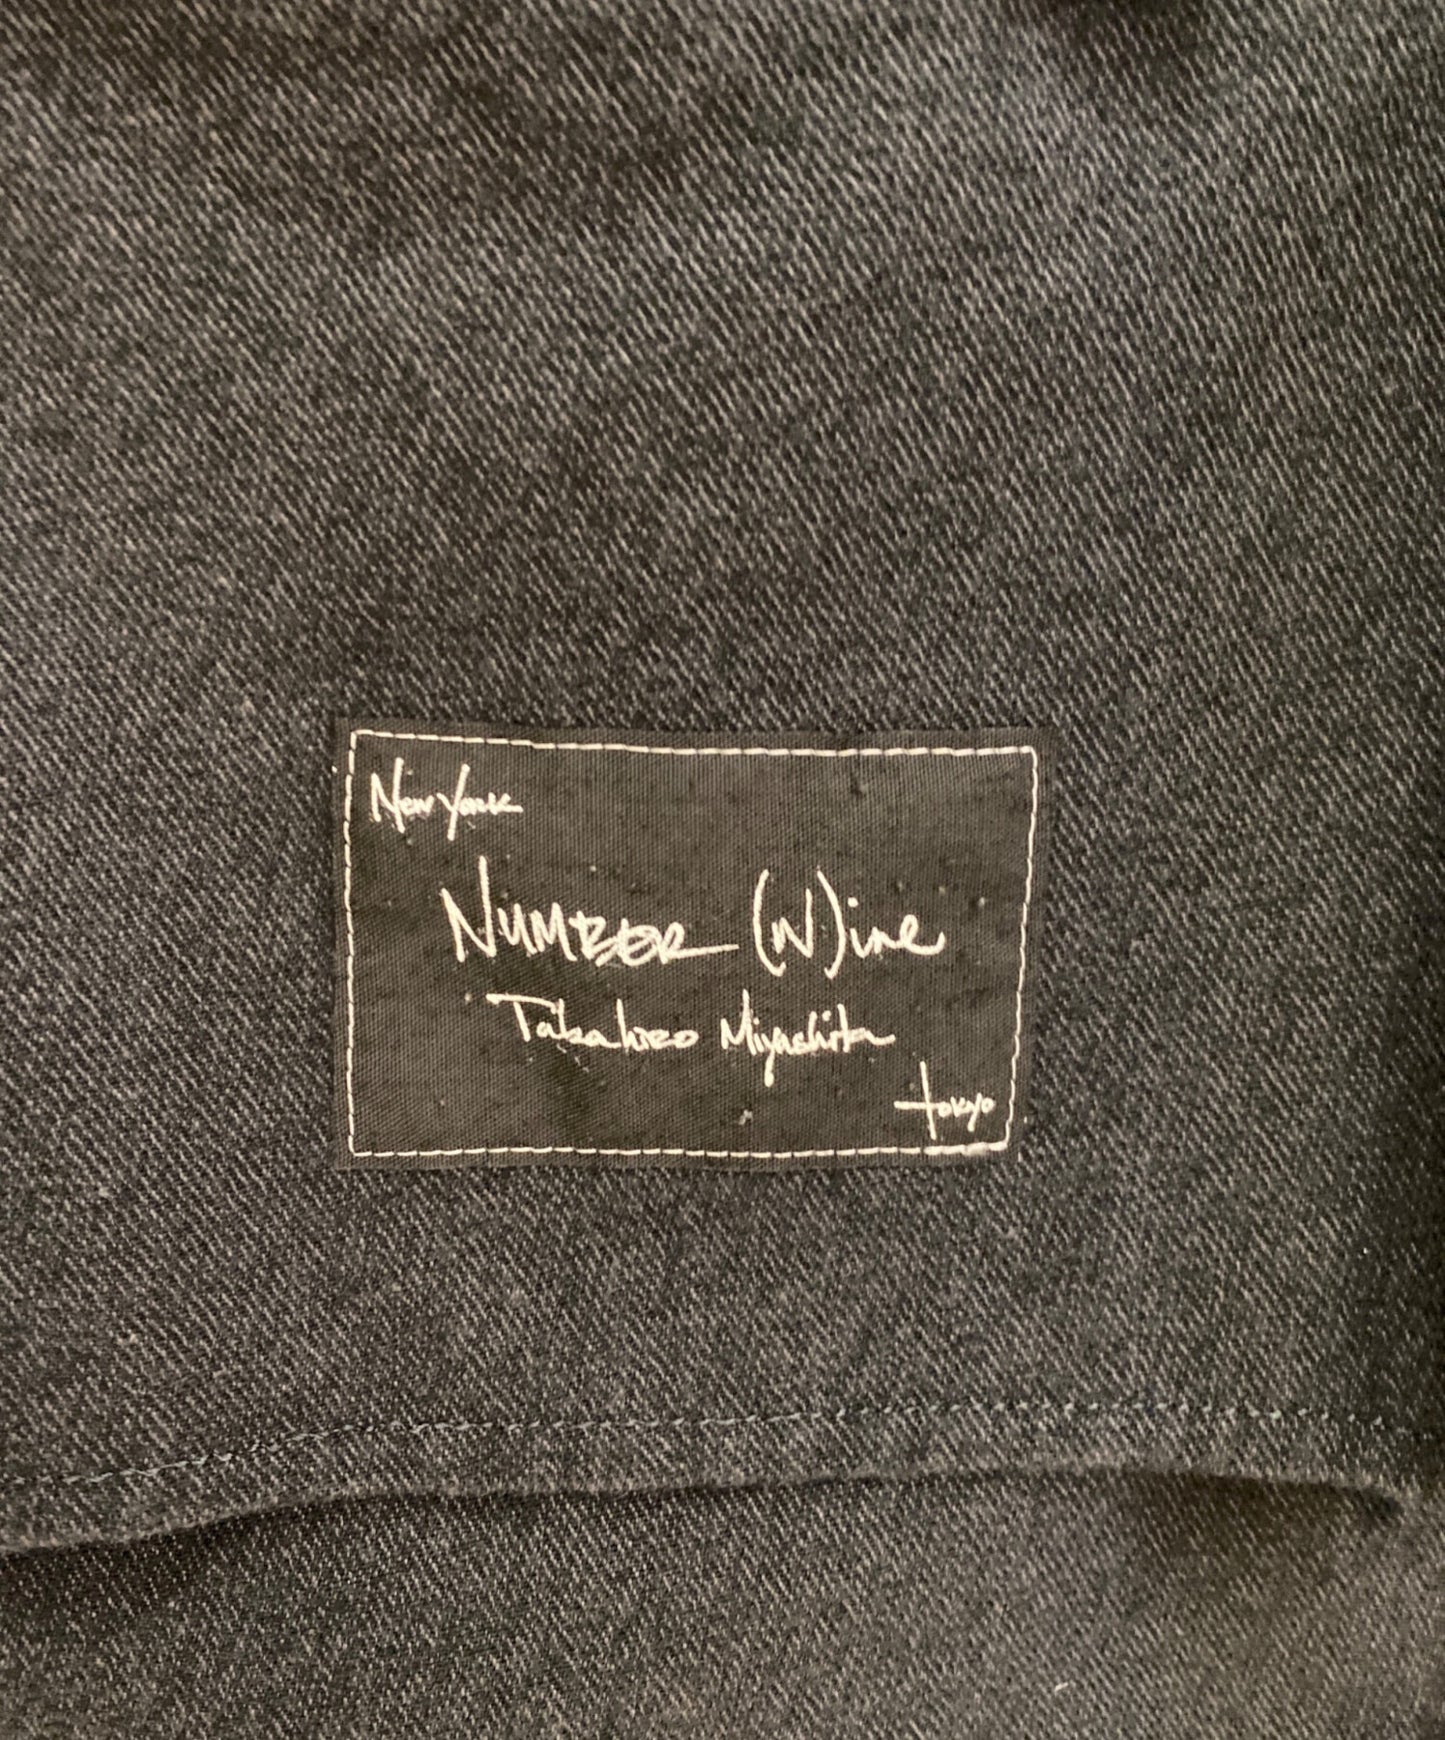 New York
NUMBER (N)ine
Takahiro Miyashita
Tokyo